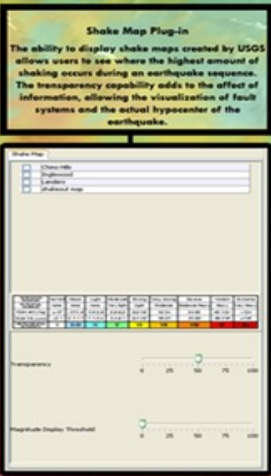 Shake Map Plug-in
The ability to display shake maps created by USGS
allows users to see where the highest amount of
shaking occurs during an earthquake sequence.
The transparency capability adds to the affect of
information, allowing the visualization of fault
systems and the actual hypocenter of the
earthquake.
Shake Map
Chino Hills
Inglewood
Landers
shakeout map
Transparency
0 25 50 75 100
Magnitude Display Threshold
0 25 50 75 100